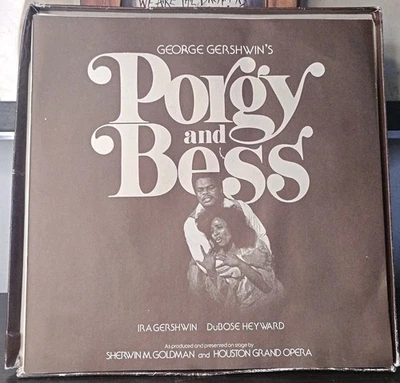 GEORGE GERSHWIN'S
Porgy
and
Bess
IRA GERSHWIN DuBOSE HEYWARD
As produced and presented on stage by
SHERWIN M. GOLDMAN and HOUSTON GRAND OPERA